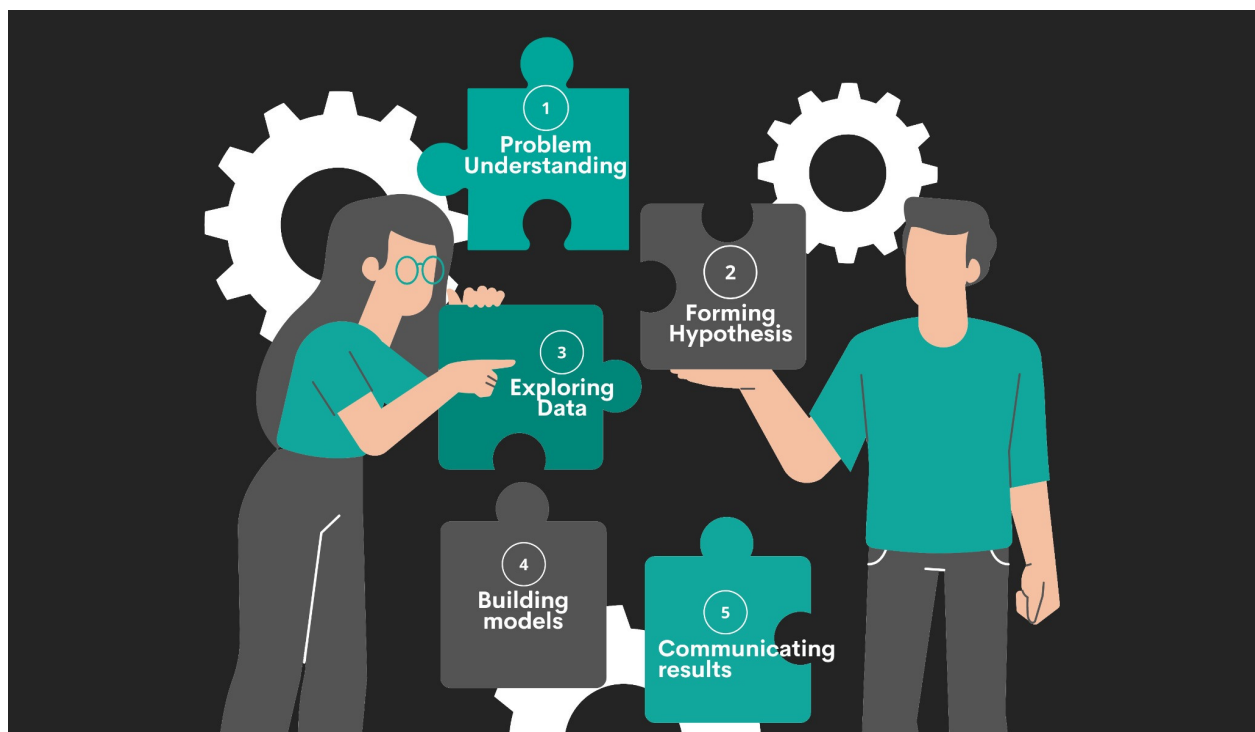 1
Problem
Understanding
2
Forming
Hypothesis
3
Exploring
Data
4
Building
models
5
Communicating
results